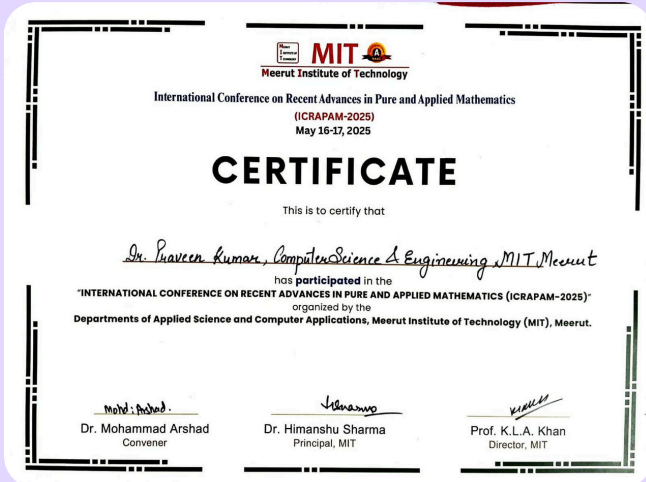 MIT
Meerut Institute of Technology
International Conference on Recent Advances in Pure and Applied Mathematics
(ICRAPAM-2025)
May 16-17, 2025
CERTIFICATE
This is to certify that
Dr. Praveen Kumar, Computer Science & Engineering MIT Meerut
has participated in the
"INTERNATIONAL CONFERENCE ON RECENT ADVANCES IN PURE AND APPLIED MATHEMATICS (ICRAPAM-2025)"
organized by the
Departments of Applied Science and Computer Applications, Meerut Institute of Technology (MIT), Meerut.
Mohd: Arshad.
Dr. Mohammad Arshad
Convener
Dr. Himanshu Sharma
Principal, MIT
Prof. K.L.A. Khan
Director, MIT